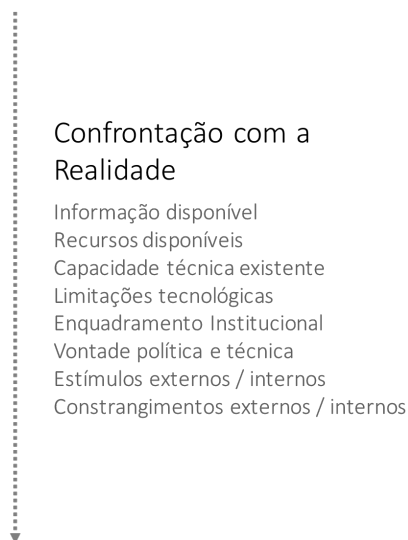 Confrontação com a
Realidade
Informação disponível
Recursos disponíveis
Capacidade técnica existente
Limitações tecnológicas
Enquadramento Institucional
Vontade política e técnica
Estímulos externos / internos
Constrangimentos externos / internos